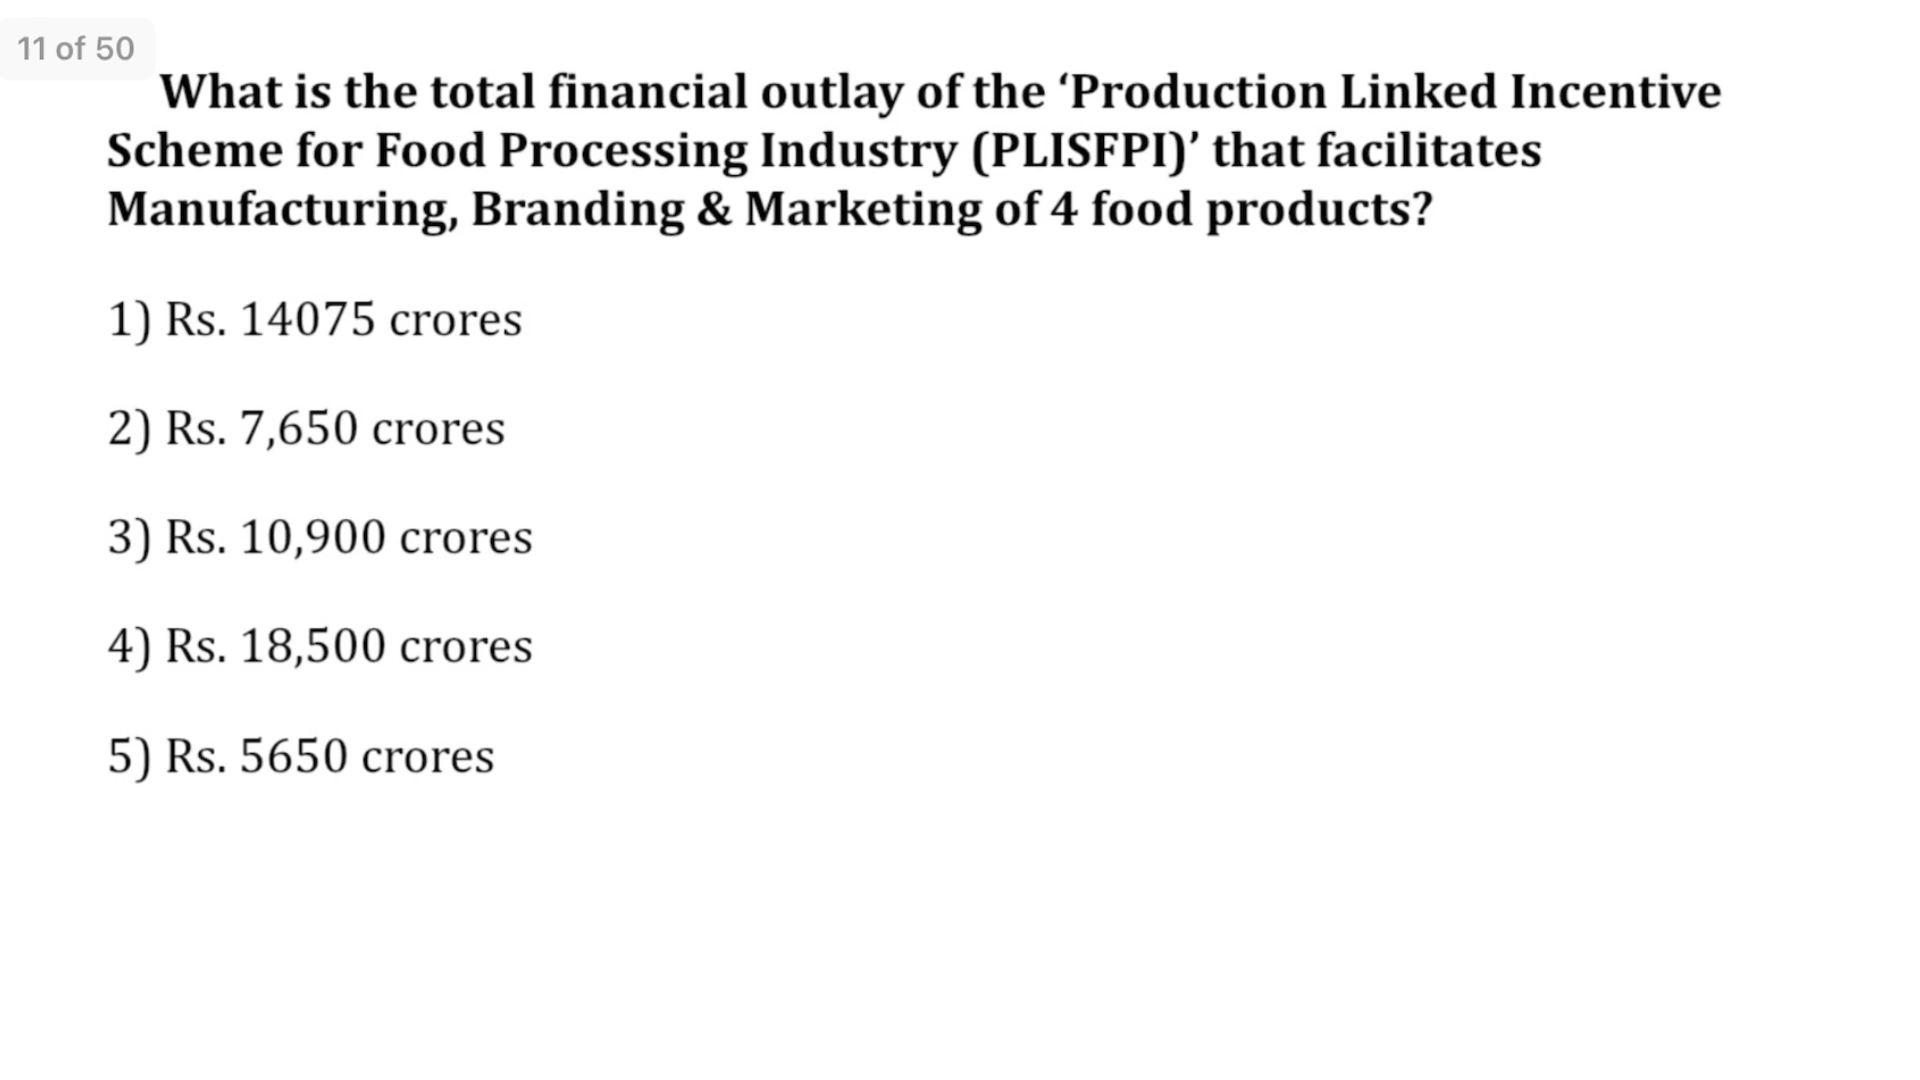 11 of 50
What is the total financial outlay of the ‘Production Linked Incentive
Scheme for Food Processing Industry (PLISFPI)’ that facilitates
Manufacturing, Branding & Marketing of 4 food products?
1) Rs. 14075 crores
2) Rs. 7,650 crores
3) Rs. 10,900 crores
4) Rs. 18,500 crores
5) Rs. 5650 crores